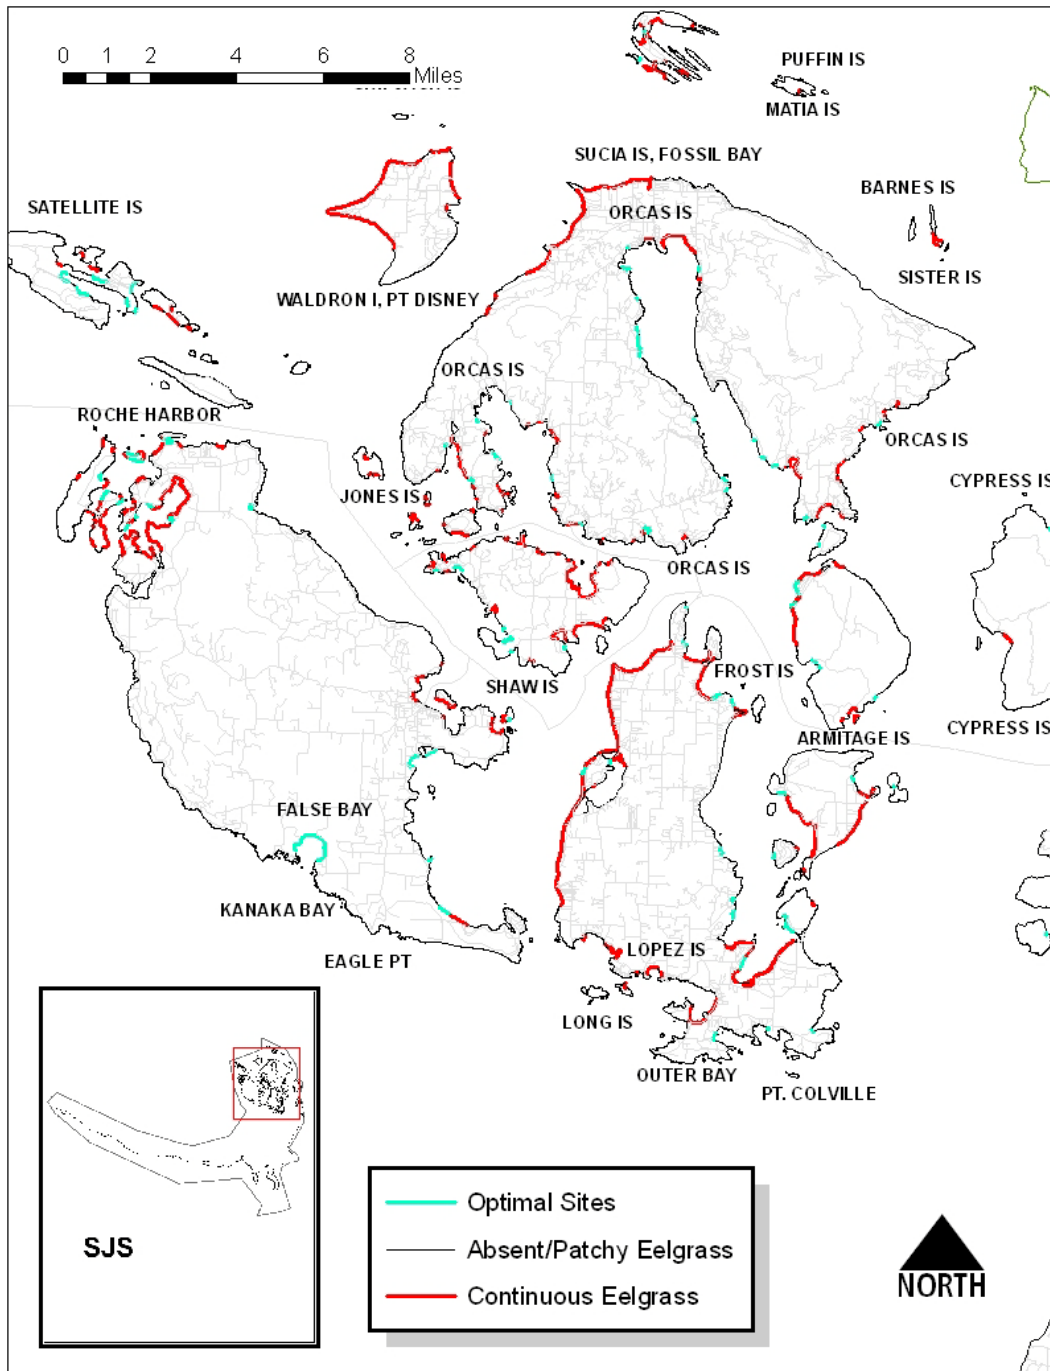 0 1 2 4 6 8
Miles
PUFFIN IS
MATIA IS
SUCIA IS, FOSSIL BAY
BARNES IS
SATELLITE IS
ORCAS IS
SISTER IS
WALDRON I, PT DISNEY
ORCAS IS
ROCHE HARBOR
ORCAS IS
CYPRESS IS
JONES IS
ORCAS IS
SHAW IS
FROST IS
ARMITAGE IS
CYPRESS IS
FALSE BAY
KANAKA BAY
LOPEZ IS
EAGLE PT
LONG IS
OUTER BAY
PT. COLVILLE
SJS
Optimal Sites
Absent/Patchy Eelgrass
Continuous Eelgrass
NORTH